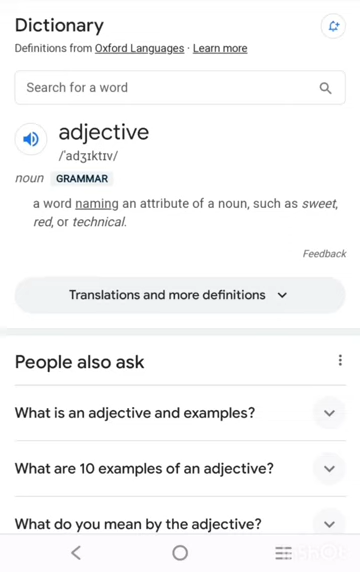 Dictionary
Definitions from Oxford Languages · Learn more
Search for a word
adjective
/ˈadʒɪktɪv/
noun GRAMMAR
a word naming an attribute of a noun, such as sweet,
red, or technical.
Feedback
Translations and more definitions
People also ask
What is an adjective and examples?
What are 10 examples of an adjective?
What do you mean by the adjective?